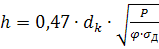 h = 0,47 · d_k · √(P / (φ·σ_Д))